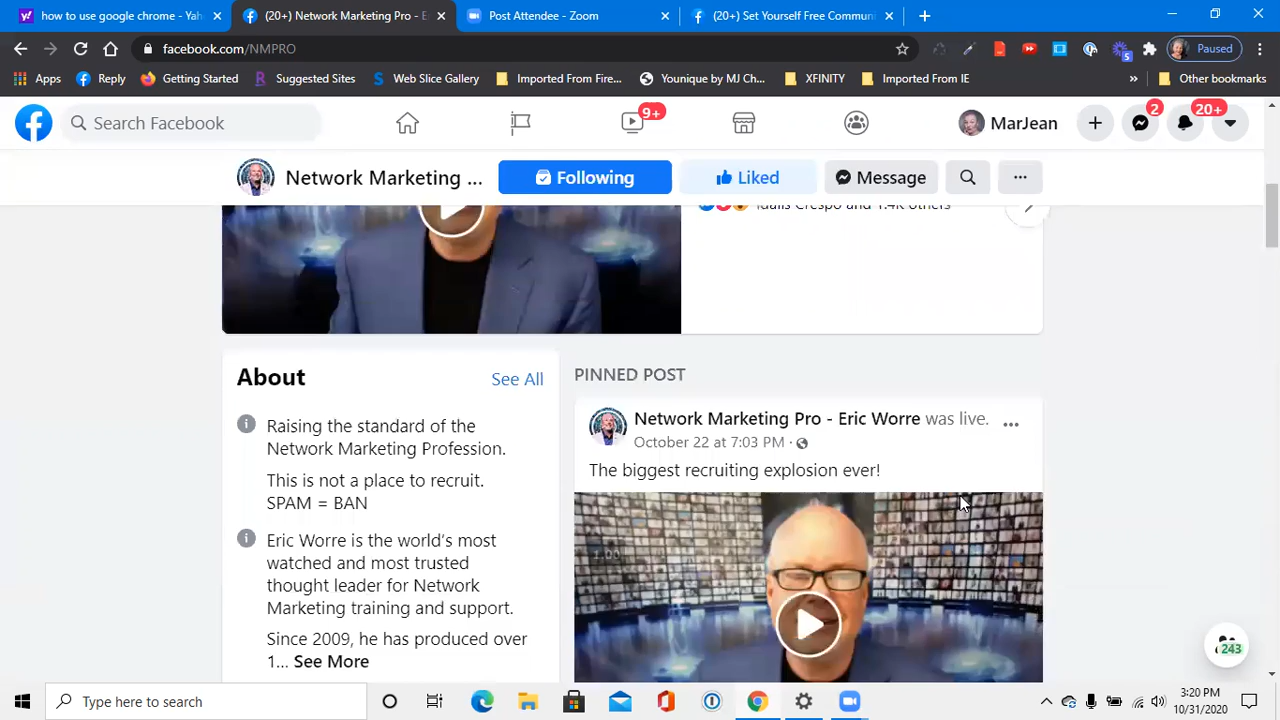 how to use google chrome - Yah
(20+) Network Marketing Pro - E
Post Attendee - Zoom
(20+) Set Yourself Free Commun
facebook.com/NMPRO
Paused
5
Apps
Reply
Getting Started
Suggested Sites
Web Slice Gallery
Imported From Fire...
Younique by MJ Ch...
XFINITY
Imported From IE
Other bookmarks
Search Facebook
9+
MarJean
2
20+
Network Marketing ...
Following
Liked
Message
Idalis Crespo and 1.4K others
About
See All
Raising the standard of the
Network Marketing Profession.
This is not a place to recruit.
SPAM = BAN
Eric Worre is the world's most
watched and most trusted
thought leader for Network
Marketing training and support.
Since 2009, he has produced over
1... See More
PINNED POST
Network Marketing Pro - Eric Worre was live.
October 22 at 7:03 PM ·
The biggest recruiting explosion ever!
243
Type here to search
3:20 PM
10/31/2020